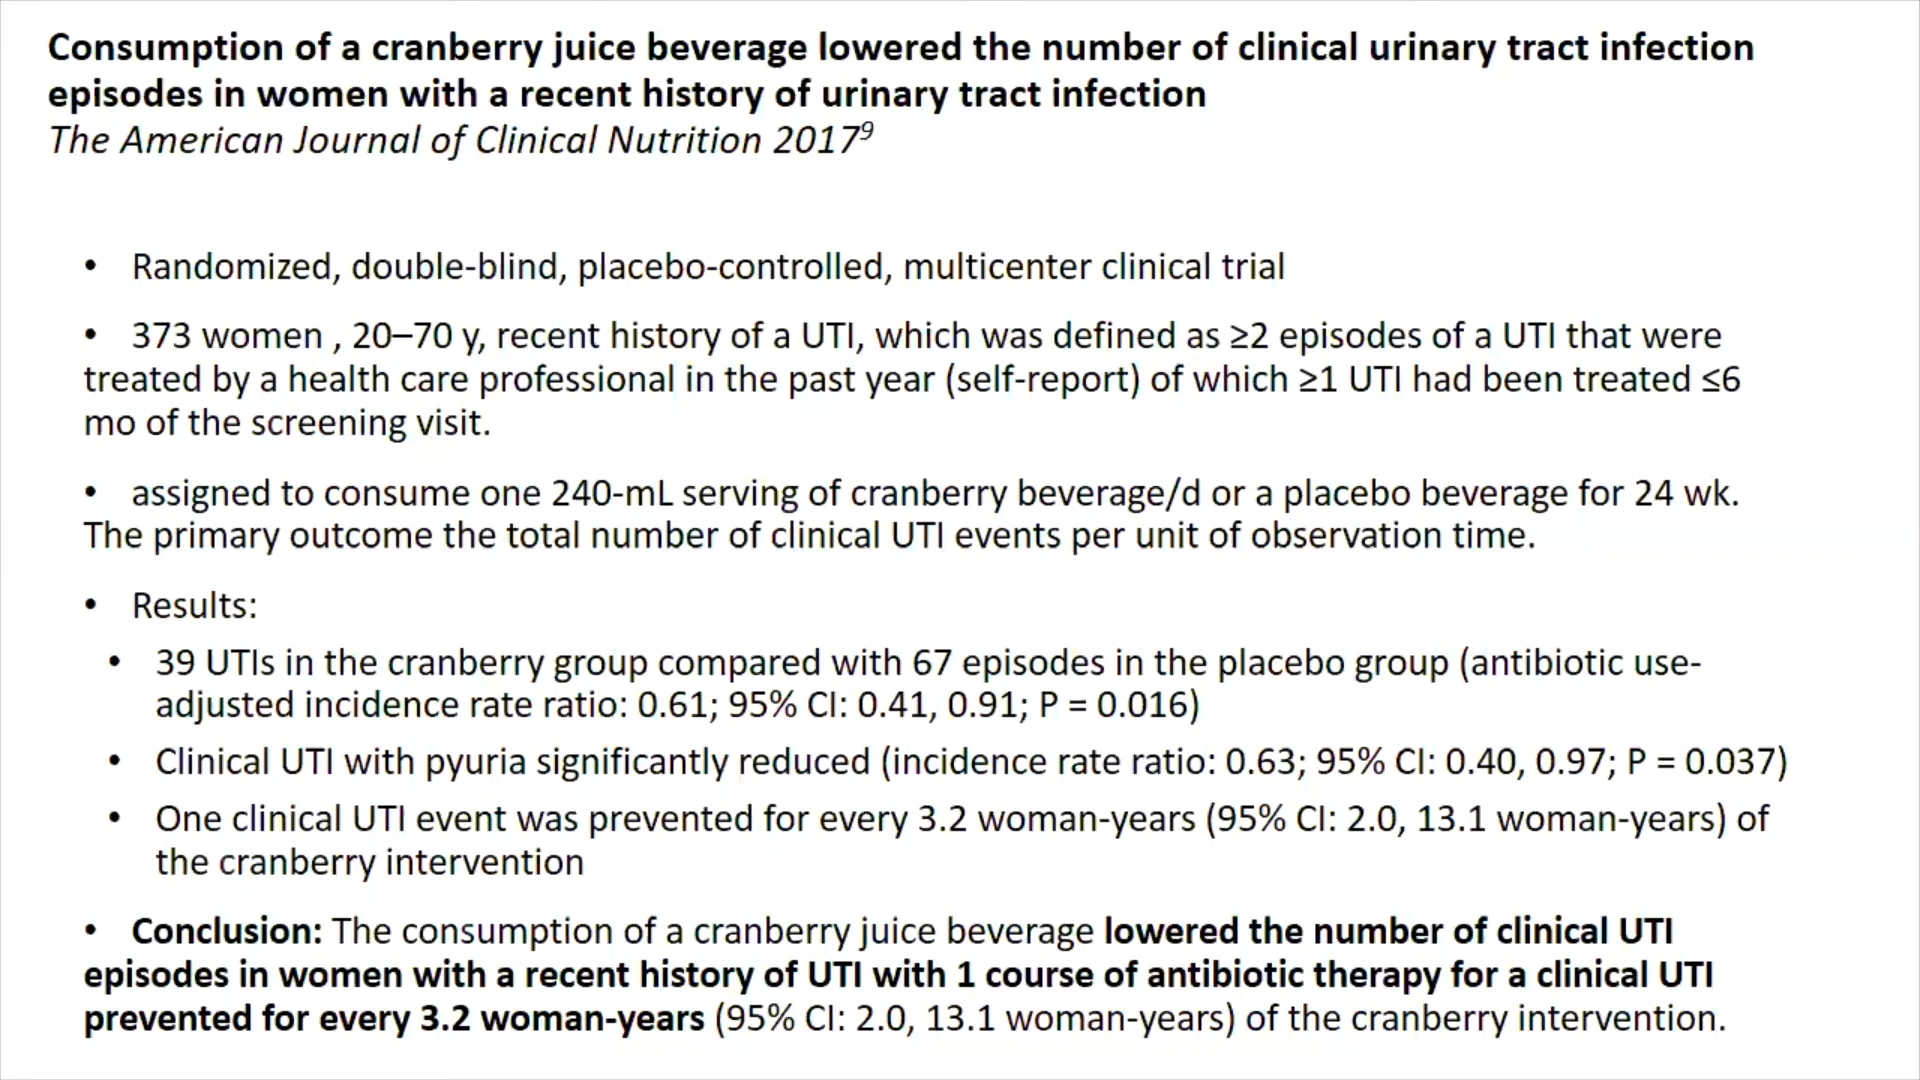 Consumption of a cranberry juice beverage lowered the number of clinical urinary tract infection
episodes in women with a recent history of urinary tract infection
The American Journal of Clinical Nutrition 2017⁹
• Randomized, double-blind, placebo-controlled, multicenter clinical trial
• 373 women , 20–70 y, recent history of a UTI, which was defined as ≥2 episodes of a UTI that were
treated by a health care professional in the past year (self-report) of which ≥1 UTI had been treated ≤6
mo of the screening visit.
• assigned to consume one 240-mL serving of cranberry beverage/d or a placebo beverage for 24 wk.
The primary outcome the total number of clinical UTI events per unit of observation time.
• Results:
• 39 UTIs in the cranberry group compared with 67 episodes in the placebo group (antibiotic use-
adjusted incidence rate ratio: 0.61; 95% CI: 0.41, 0.91; P = 0.016)
• Clinical UTI with pyuria significantly reduced (incidence rate ratio: 0.63; 95% CI: 0.40, 0.97; P = 0.037)
• One clinical UTI event was prevented for every 3.2 woman-years (95% CI: 2.0, 13.1 woman-years) of
the cranberry intervention
• Conclusion: The consumption of a cranberry juice beverage lowered the number of clinical UTI
episodes in women with a recent history of UTI with 1 course of antibiotic therapy for a clinical UTI
prevented for every 3.2 woman-years (95% CI: 2.0, 13.1 woman-years) of the cranberry intervention.